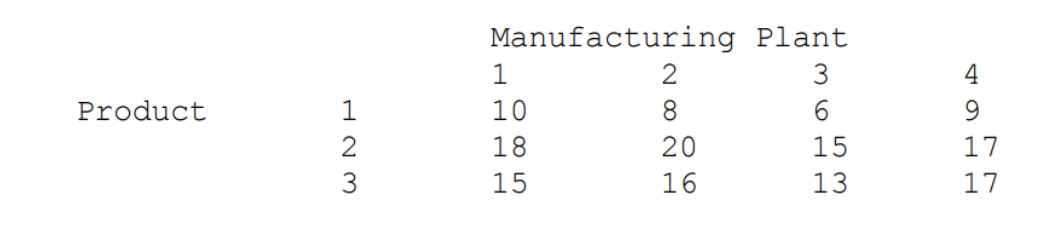 Manufacturing Plant
1 2 3 4
Product 1 10 8 6 9
2 18 20 15 17
3 15 16 13 17